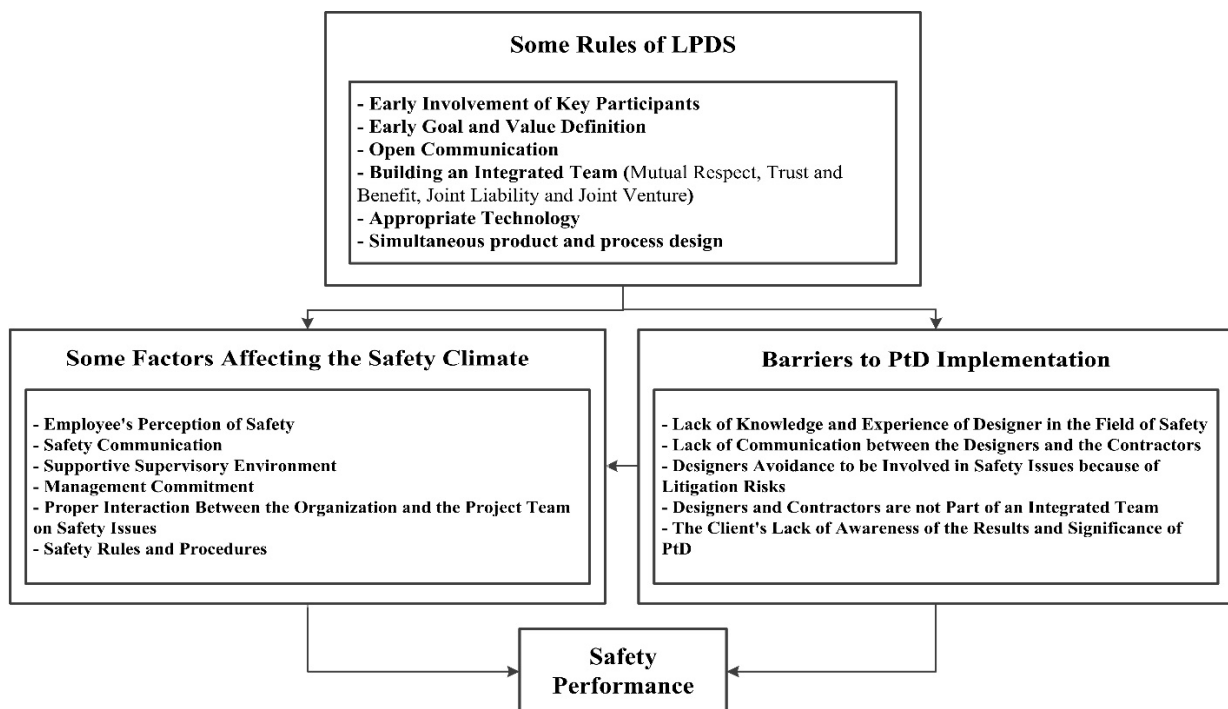 Some Rules of LPDS
- Early Involvement of Key Participants
- Early Goal and Value Definition
- Open Communication
- Building an Integrated Team (Mutual Respect, Trust and
Benefit, Joint Liability and Joint Venture)
- Appropriate Technology
- Simultaneous product and process design
Some Factors Affecting the Safety Climate
- Employee's Perception of Safety
- Safety Communication
- Supportive Supervisory Environment
- Management Commitment
- Proper Interaction Between the Organization and the Project Team
on Safety Issues
- Safety Rules and Procedures
Barriers to PtD Implementation
- Lack of Knowledge and Experience of Designer in the Field of Safety
- Lack of Communication between the Designers and the Contractors
- Designers Avoidance to be Involved in Safety Issues because of
Litigation Risks
- Designers and Contractors are not Part of an Integrated Team
- The Client's Lack of Awareness of the Results and Significance of
PtD
Safety
Performance